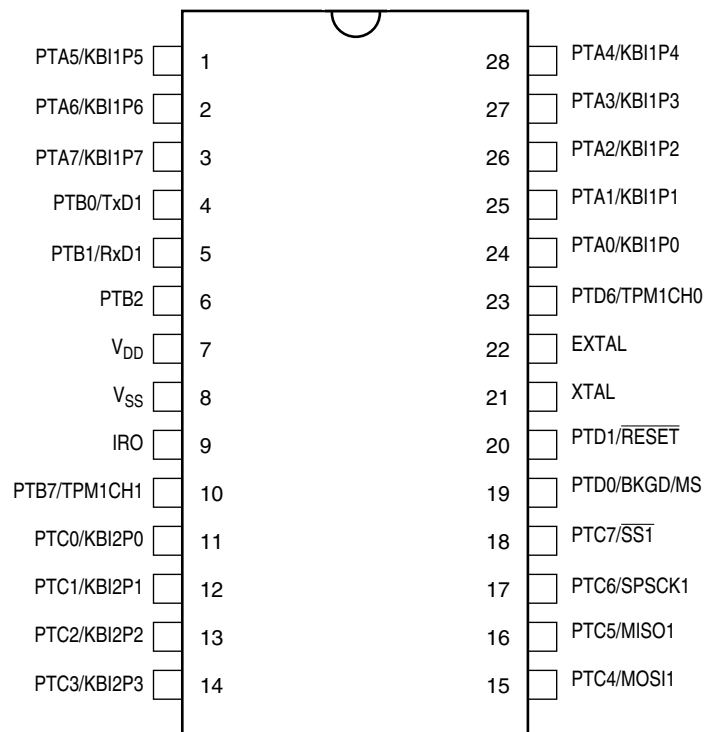 PTA5/KBI1P5 1 28 PTA4/KBI1P4
PTA6/KBI1P6 2 27 PTA3/KBI1P3
PTA7/KBI1P7 3 26 PTA2/KBI1P2
PTB0/TxD1 4 25 PTA1/KBI1P1
PTB1/RxD1 5 24 PTA0/KBI1P0
PTB2 6 23 PTD6/TPM1CH0
VDD 7 22 EXTAL
VSS 8 21 XTAL
IRO 9 20 PTD1/RESET
PTB7/TPM1CH1 10 19 PTD0/BKGD/MS
PTC0/KBI2P0 11 18 PTC7/SS1
PTC1/KBI2P1 12 17 PTC6/SPSCK1
PTC2/KBI2P2 13 16 PTC5/MISO1
PTC3/KBI2P3 14 15 PTC4/MOSI1